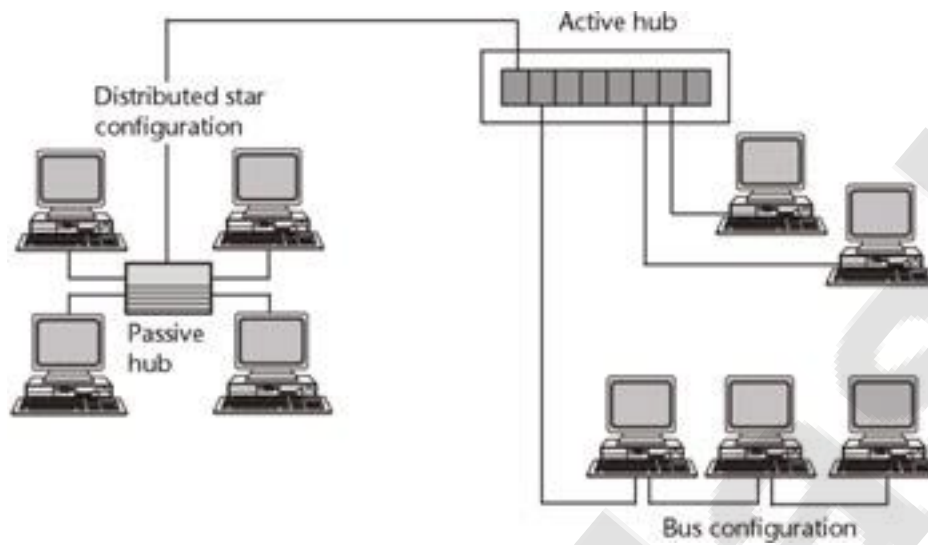 Active hub
Distributed star
configuration
Passive
hub
Bus configuration